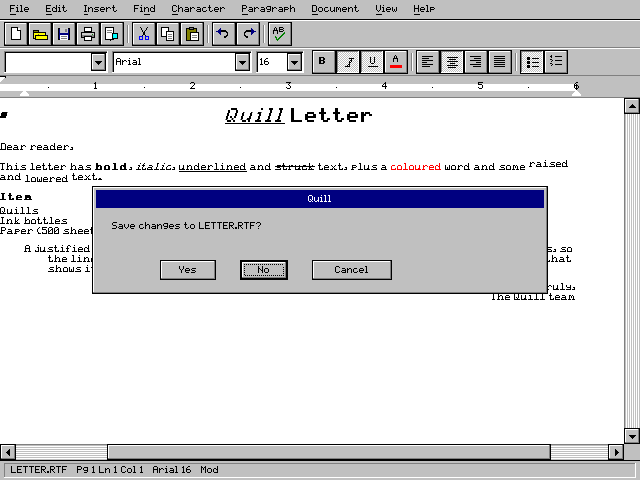 File Edit Insert Find Character Paragraph Document View Help
Arial 16 B I U A
1 2 3 4 5 6
Quill Letter
Dear reader,
This letter has bold, italic, underlined and struck text, plus a coloured word and some raised
and lowered text.
Item
Quills
Ink bottles
Paper (500 sheet
A justified s, so
the lin that
shows i
Quill
Save changes to LETTER.RTF?
Yes No Cancel
ruly,
The Quill team
LETTER.RTF Pg 1 Ln 1 Col 1 Arial 16 Mod